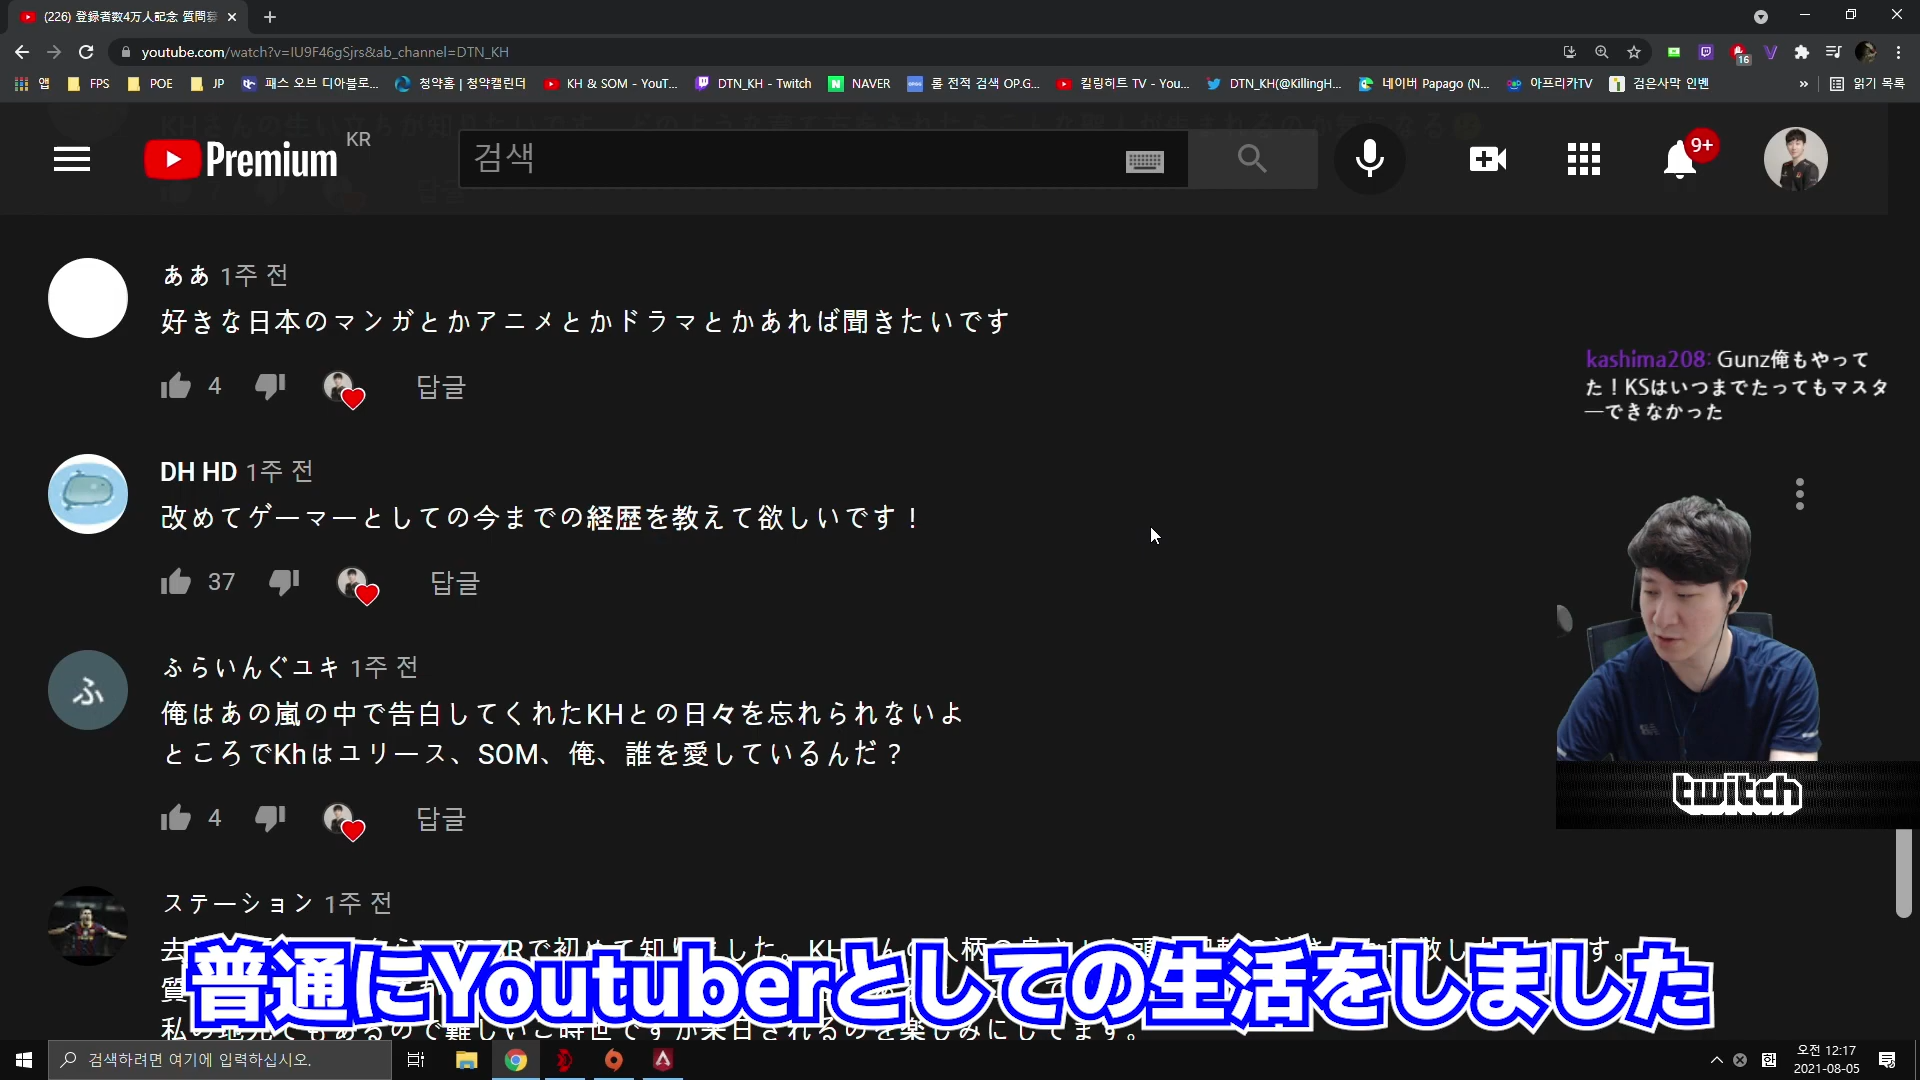 (226) 登録者数4万人記念 質問募
youtube.com/watch?v=IU9F46gSjrs&ab_channel=DTN_KH
16
앱 FPS POE JP 패스 오브 디아블로... 청약홈 | 청약캘린더 KH & SOM - YouT... DTN_KH - Twitch NAVER 롤 전적 검색 OP.G... 킬링히트 TV - You... DTN_KH(@KillingH... 네이버 Papago (N... 아프리카TV 검은사막 인벤 » 읽기 목록
Premium KR
검색
9+
ああ 1주 전
好きな日本のマンガとかアニメとかドラマとかあれば聞きたいです
4 답글
kashima208: Gunz俺もやって
た！KSはいつまでたってもマスタ
ーできなかった
DH HD 1주 전
改めてゲーマーとしての今までの経歴を教えて欲しいです！
37 답글
ふ
ふらいんぐユキ 1주 전
俺はあの嵐の中で告白してくれたKHとの日々を忘れられないよ
ところでKhはユリース、SOM、俺、誰を愛しているんだ？
4 답글
twitch
ステーション 1주 전
普通にYoutuberとしての生活をしました
검색하려면 여기에 입력하십시오.
한
오전 12:17
2021-08-05